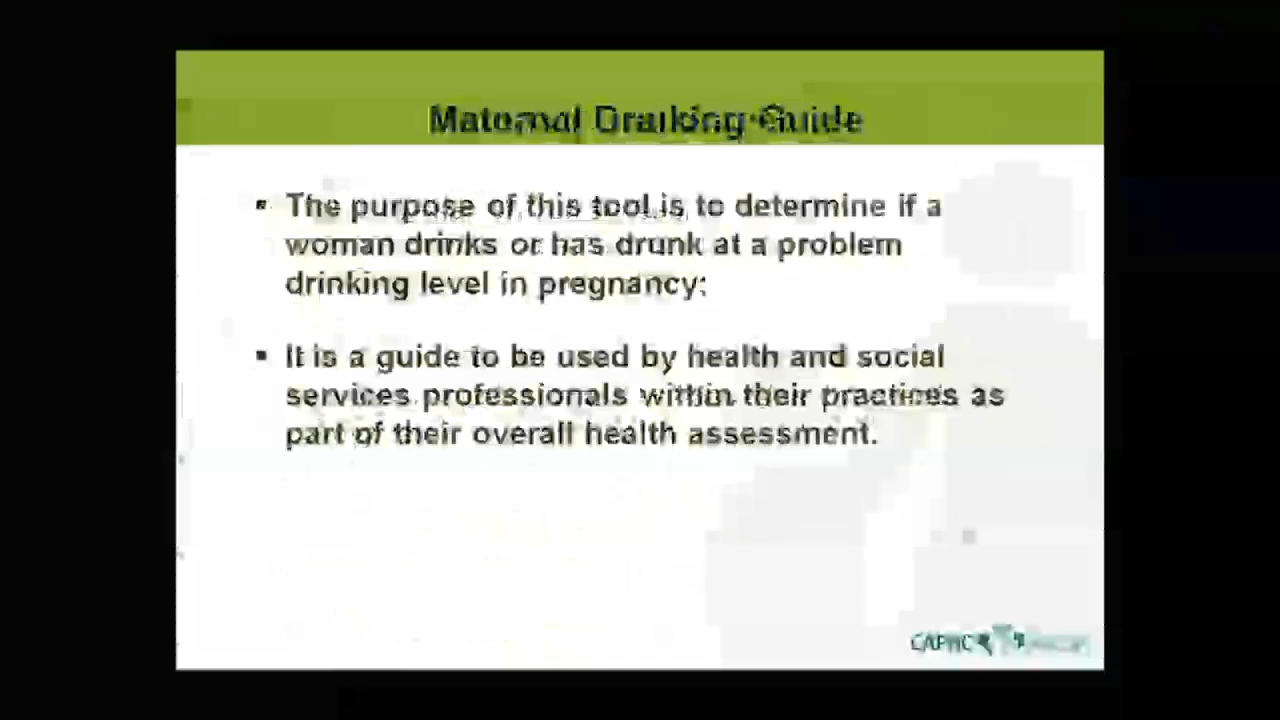 Maternal Drinking Guide
▪ The purpose of this tool is to determine if a
woman drinks or has drunk at a problem
drinking level in pregnancy;
▪ It is a guide to be used by health and social
services professionals within their practices as
part of their overall health assessment.
CAPHC